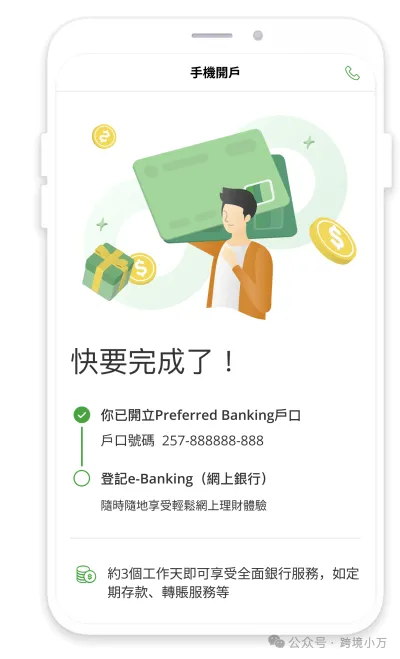 手機開戶
快要完成了！
你已開立Preferred Banking戶口
戶口號碼 257-888888-888
登記e-Banking（網上銀行）
隨時隨地享受輕鬆網上理財體驗
約3個工作天即可享受全面銀行服務，如定
期存款、轉賬服務等
公众号 · 跨境小万